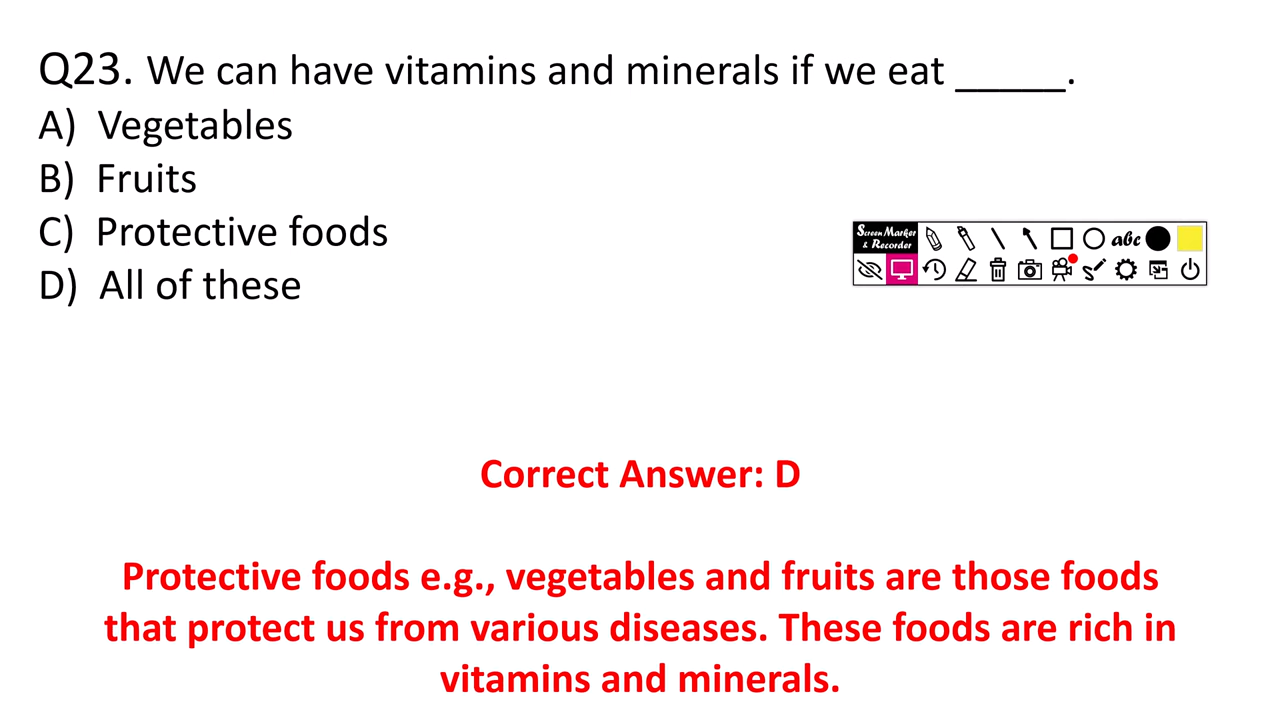 Q23. We can have vitamins and minerals if we eat _____.
A) Vegetables
B) Fruits
C) Protective foods
D) All of these
Screen Marker
& Recorder
abc
Correct Answer: D
Protective foods e.g., vegetables and fruits are those foods
that protect us from various diseases. These foods are rich in
vitamins and minerals.